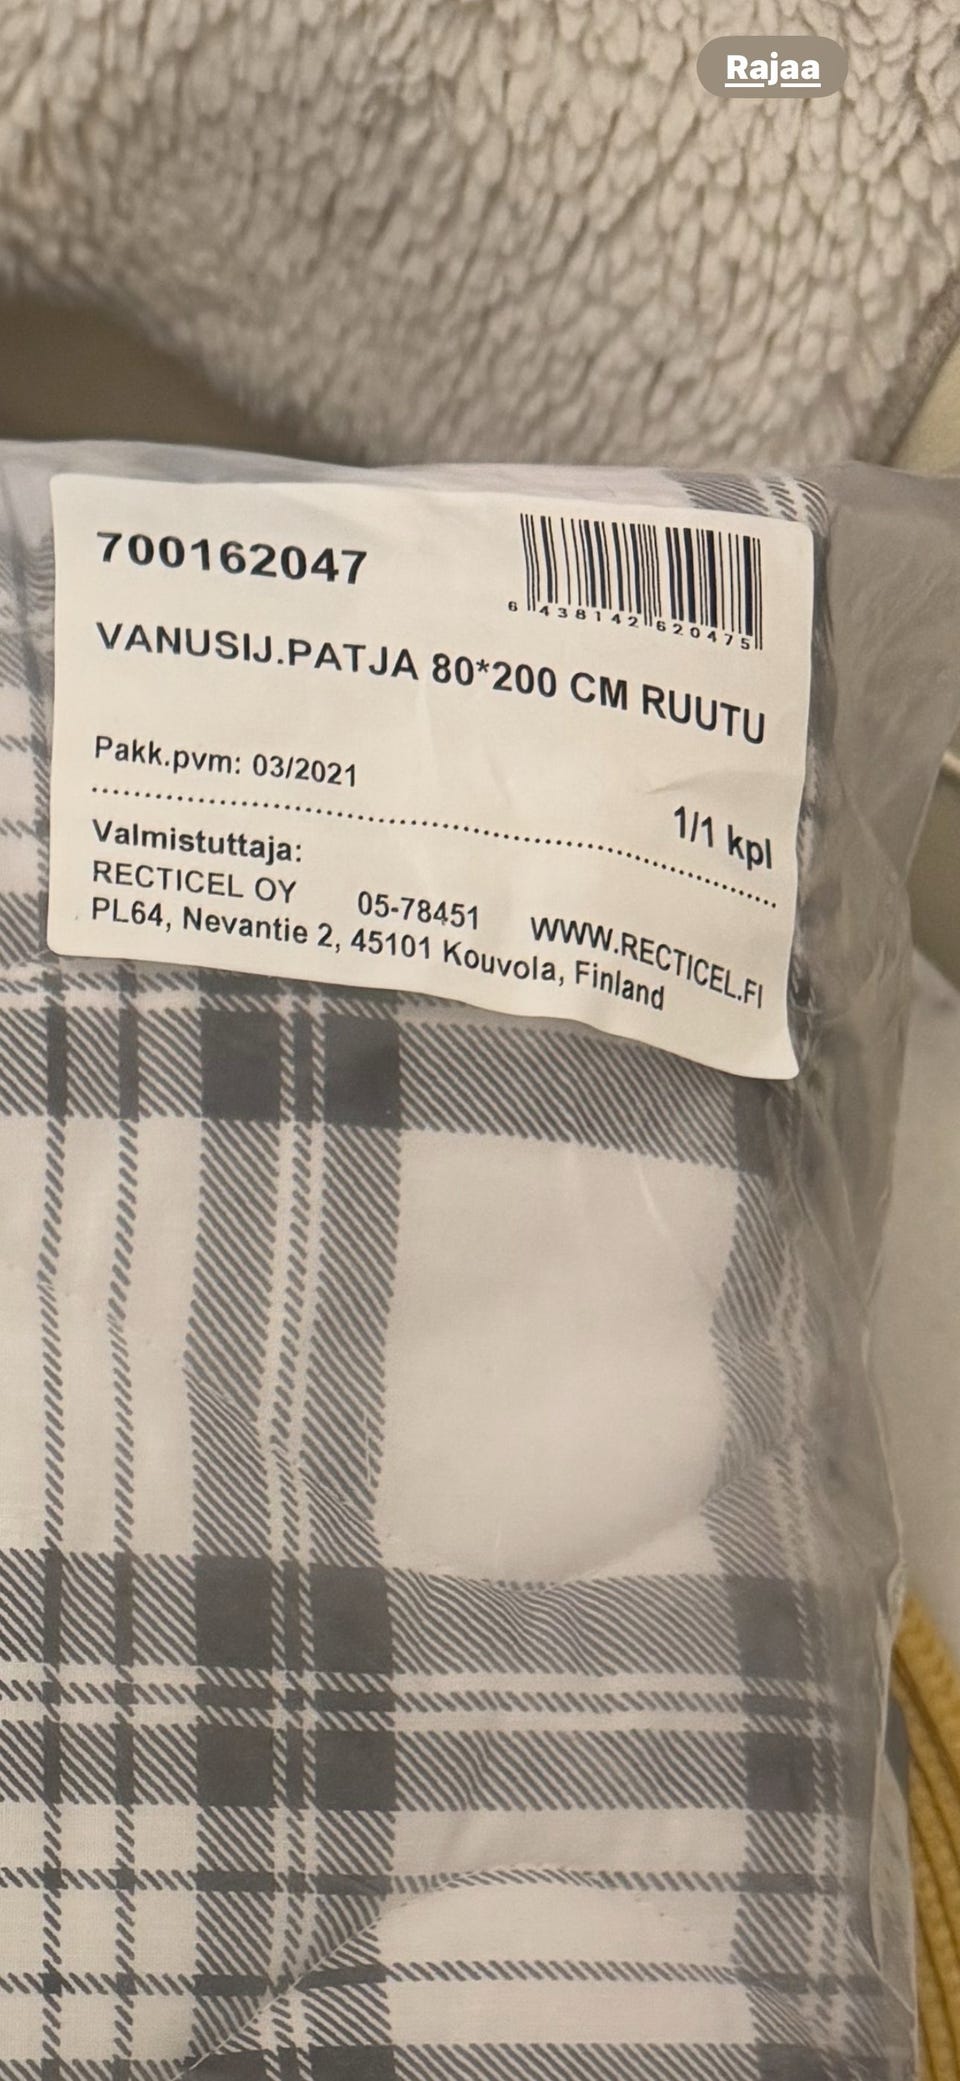 Rajaa
700162047
6 438142 620475
VANUSIJ.PATJA 80*200 CM RUUTU
Pakk.pvm: 03/2021
1/1 kpl
Valmistuttaja:
RECTICEL OY 05-78451 WWW.RECTICEL.FI
PL64, Nevantie 2, 45101 Kouvola, Finland